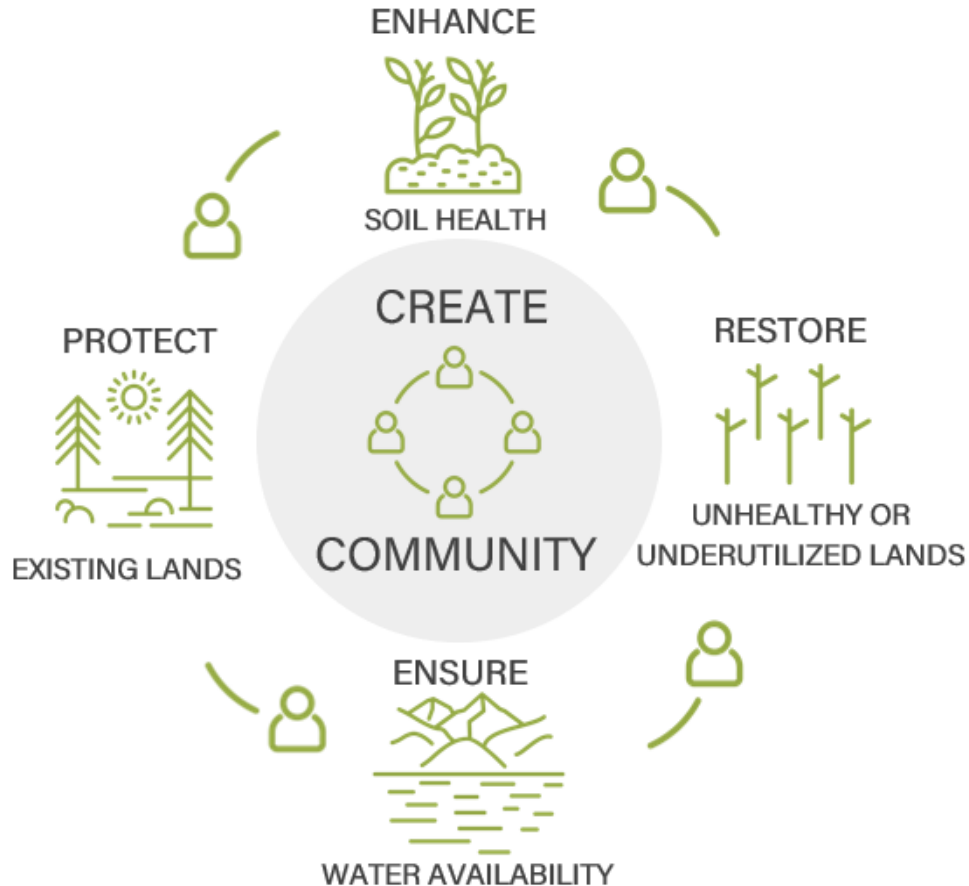 ENHANCE
SOIL HEALTH
CREATE
COMMUNITY
PROTECT
EXISTING LANDS
RESTORE
UNHEALTHY OR
UNDERUTILIZED LANDS
ENSURE
WATER AVAILABILITY